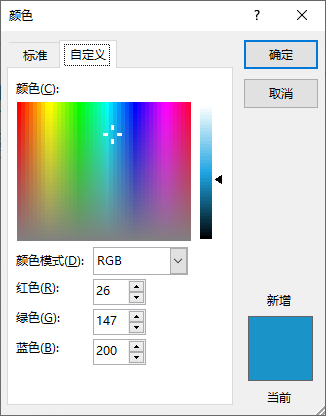 颜色
?
标准 自定义
确定
取消
颜色(C):
颜色模式(D): RGB
红色(R): 26
绿色(G): 147
蓝色(B): 200
新增
当前